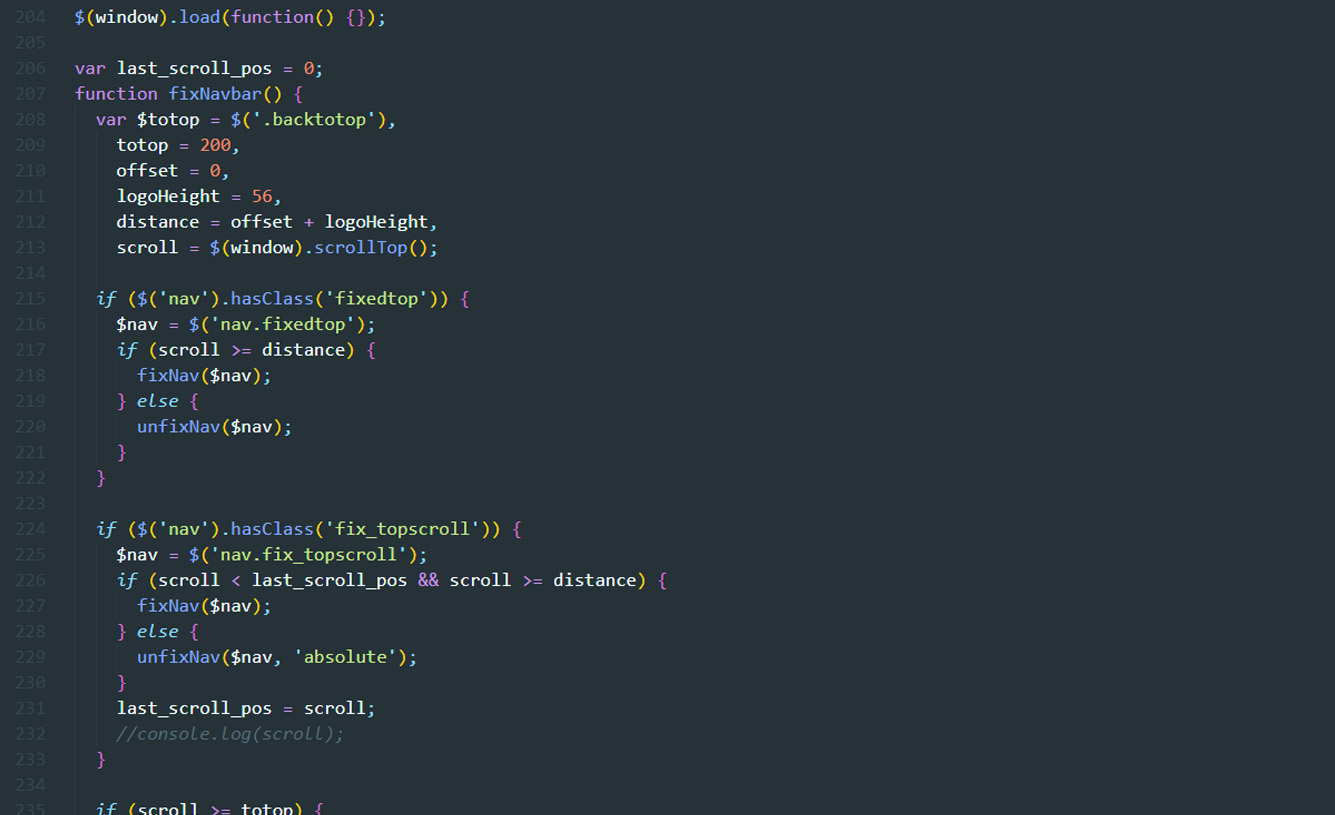 204 $(window).load(function() {});
205
206 var last_scroll_pos = 0;
207 function fixNavbar() {
208   var $totop = $('.backtotop'),
209     totop = 200,
210     offset = 0,
211     logoHeight = 56,
212     distance = offset + logoHeight,
213     scroll = $(window).scrollTop();
214
215   if ($('nav').hasClass('fixedtop')) {
216     $nav = $('nav.fixedtop');
217     if (scroll >= distance) {
218       fixNav($nav);
219     } else {
220       unfixNav($nav);
221     }
222   }
223
224   if ($('nav').hasClass('fix_topscroll')) {
225     $nav = $('nav.fix_topscroll');
226     if (scroll < last_scroll_pos && scroll >= distance) {
227       fixNav($nav);
228     } else {
229       unfixNav($nav, 'absolute');
230     }
231     last_scroll_pos = scroll;
232     //console.log(scroll);
233   }
234
235   if (scroll >= totop) {